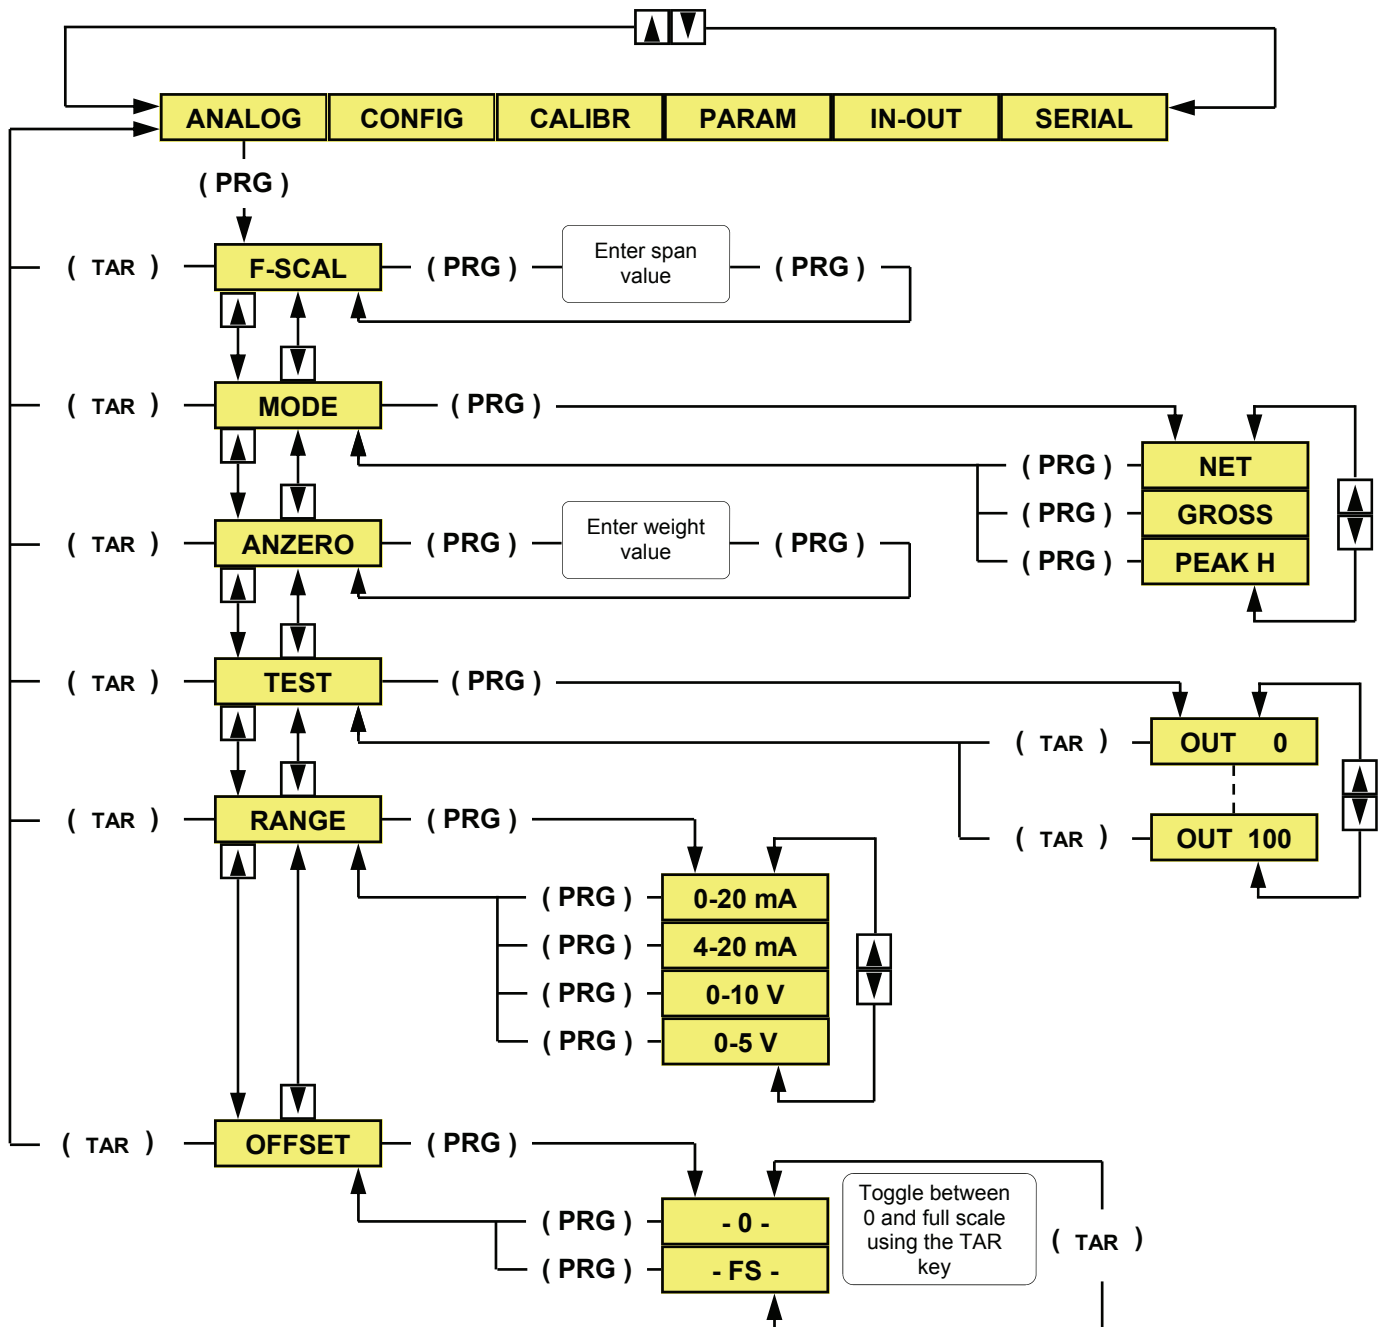 ANALOG CONFIG CALIBR PARAM IN-OUT SERIAL
( PRG )
( TAR ) F-SCAL ( PRG ) Enter span
value ( PRG )
( TAR ) MODE ( PRG )
( PRG ) NET
( PRG ) GROSS
( PRG ) PEAK H
( TAR ) ANZERO ( PRG ) Enter weight
value ( PRG )
( TAR ) TEST ( PRG )
( TAR ) OUT 0
( TAR ) OUT 100
( TAR ) RANGE ( PRG )
( PRG ) 0-20 mA
( PRG ) 4-20 mA
( PRG ) 0-10 V
( PRG ) 0-5 V
( TAR ) OFFSET ( PRG )
( PRG ) - 0 -
( PRG ) - FS -
Toggle between
0 and full scale
using the TAR
key
( TAR )